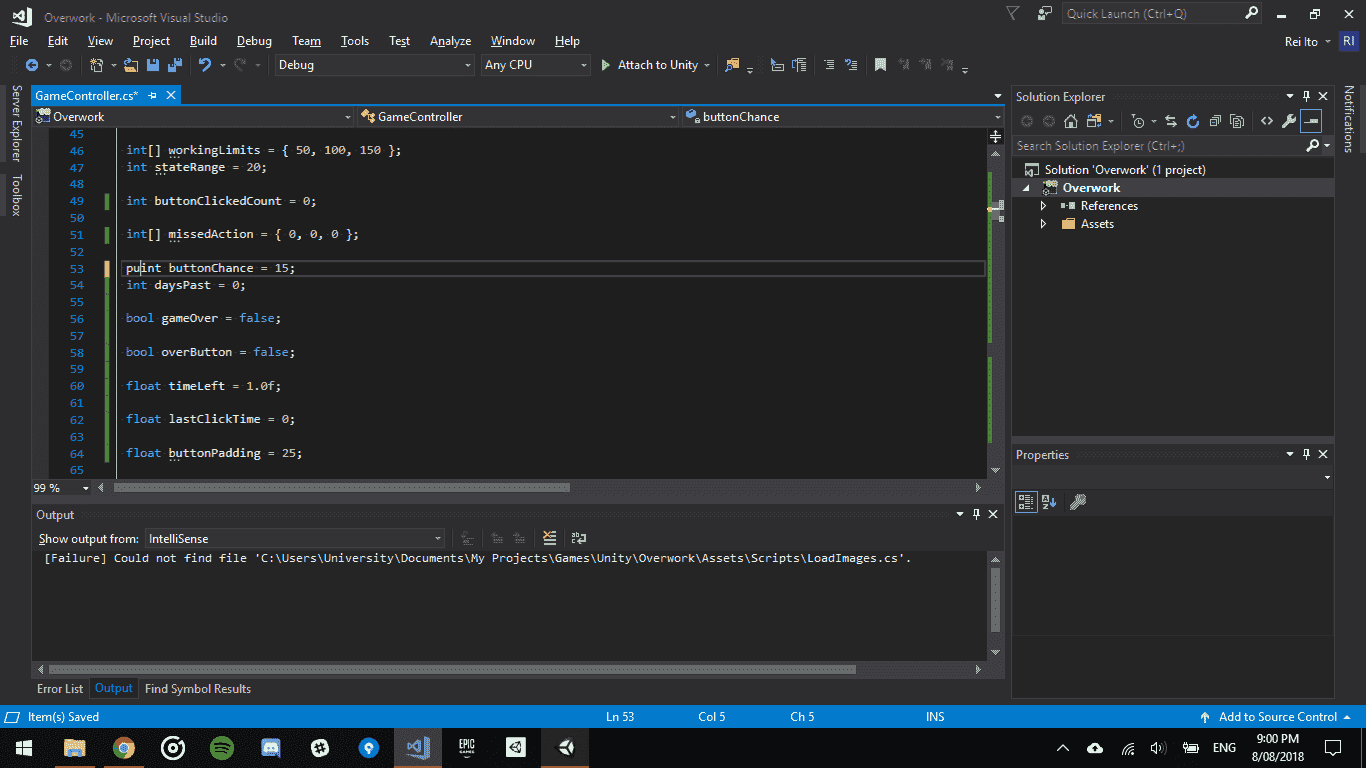 Overwork - Microsoft Visual Studio
Quick Launch (Ctrl+Q)
File Edit View Project Build Debug Team Tools Test Analyze Window Help
Rei Ito RI
Debug Any CPU Attach to Unity
Server Explorer
Toolbox
GameController.cs*
Overwork GameController buttonChance
45
46 int[] workingLimits = { 50, 100, 150 };
47 int stateRange = 20;
48
49 int buttonClickedCount = 0;
50
51 int[] missedAction = { 0, 0, 0 };
52
53 puint buttonChance = 15;
54 int daysPast = 0;
55
56 bool gameOver = false;
57
58 bool overButton = false;
59
60 float timeLeft = 1.0f;
61
62 float lastClickTime = 0;
63
64 float buttonPadding = 25;
65
99 %
Solution Explorer
Search Solution Explorer (Ctrl+;)
Solution 'Overwork' (1 project)
Overwork
References
Assets
Notifications
Properties
Output
Show output from: IntelliSense
[Failure] Could not find file 'C:\Users\University\Documents\My Projects\Games\Unity\Overwork\Assets\Scripts\LoadImages.cs'.
Error List Output Find Symbol Results
Item(s) Saved Ln 53 Col 5 Ch 5 INS Add to Source Control
EPIC GAMES
ENG
9:00 PM
8/08/2018